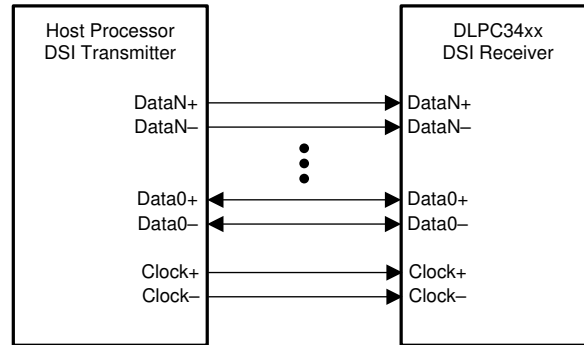 Host Processor
DSI Transmitter
DataN+
DataN–
Data0+
Data0–
Clock+
Clock–
DLPC34xx
DSI Receiver
DataN+
DataN–
Data0+
Data0–
Clock+
Clock–